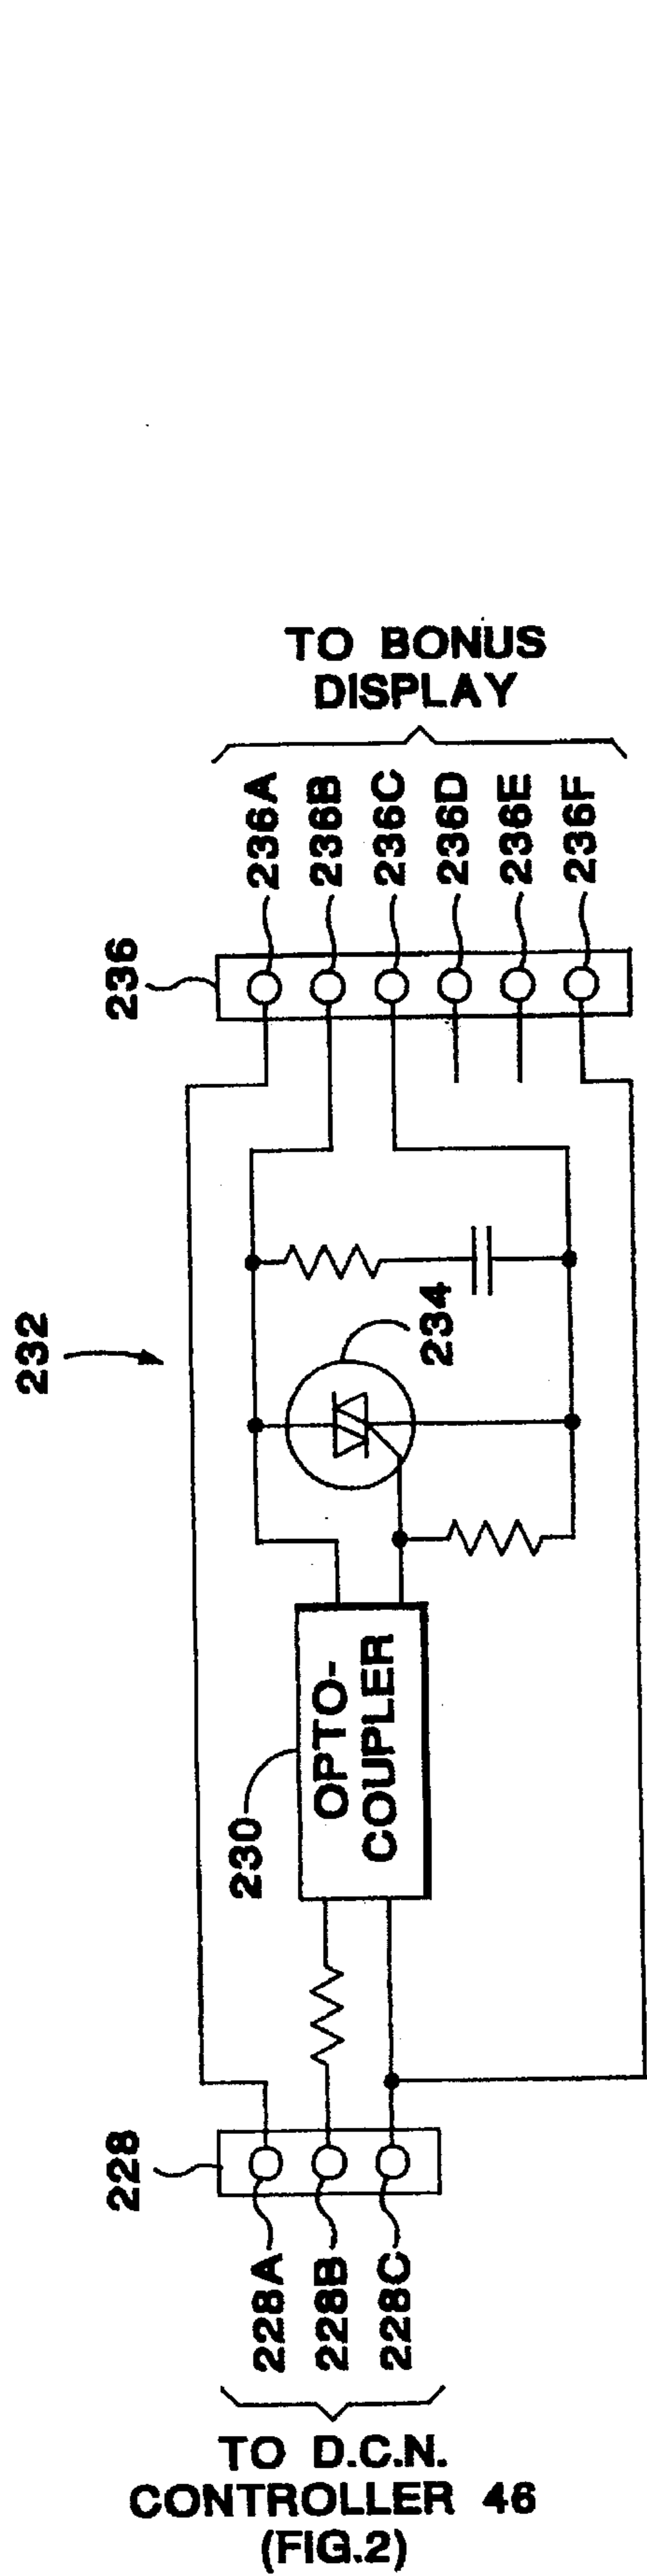 TO BONUS
DISPLAY
236
236A
236B
236C
236D
236E
236F
232
234
230
OPTO-
COUPLER
228
228A
228B
228C
TO D.C.N.
CONTROLLER 46
(FIG.2)